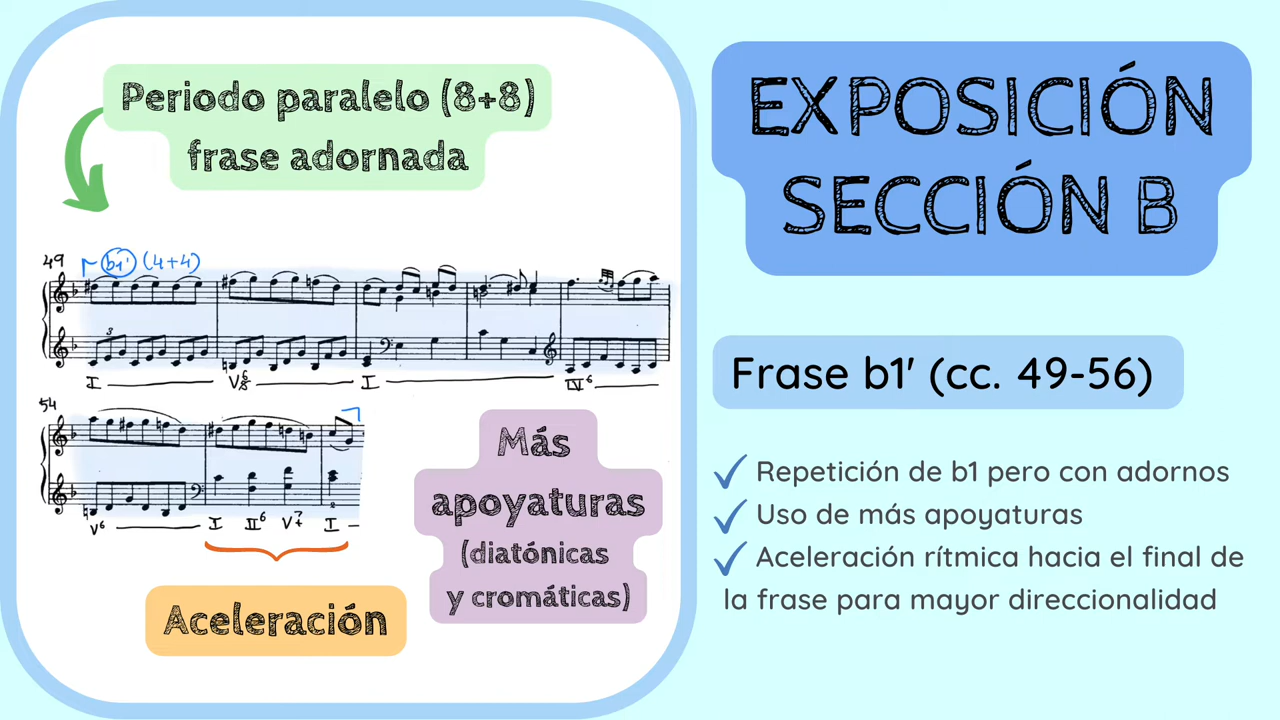 Periodo paralelo (8+8)
frase adornada
49 b1' (4+4)
3
I V6/5 I IV6
54
V6 I II6 V7 I
Aceleración
Más
apoyaturas
(diatónicas
y cromáticas)
EXPOSICIÓN
SECCIÓN B
Frase b1' (cc. 49-56)
✓ Repetición de b1 pero con adornos
✓ Uso de más apoyaturas
✓ Aceleración rítmica hacia el final de
la frase para mayor direccionalidad